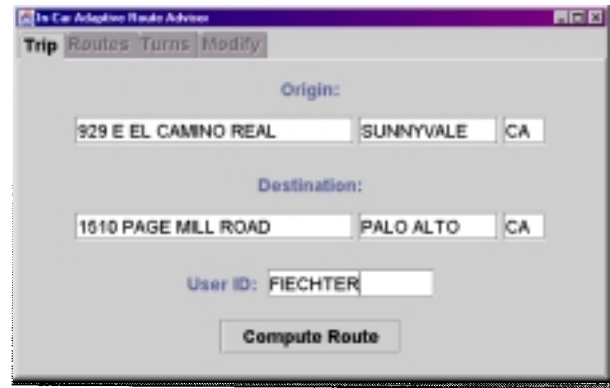 In-Car Adaptive Route Advisor
Trip Routes Turns Modify
Origin:
929 E EL CAMINO REAL SUNNYVALE CA
Destination:
1510 PAGE MILL ROAD PALO ALTO CA
User ID: FIECHTER
Compute Route